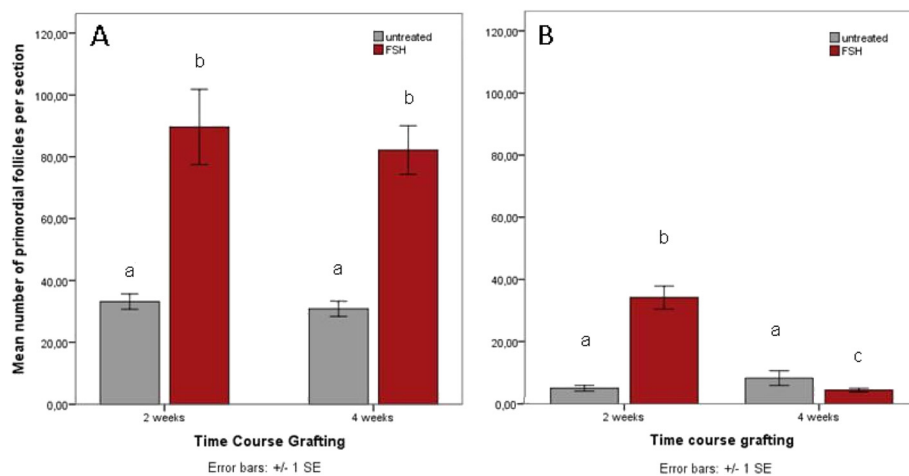 A
untreated
FSH
Mean number of primordial follicles per section
120,00
100,00
80,00
60,00
40,00
20,00
0,00
a
b
a
b
2 weeks
4 weeks
Time Course Grafting
Error bars: +/- 1 SE
B
untreated
FSH
120,00
100,00
80,00
60,00
40,00
20,00
0,00
a
b
a
c
2 weeks
4 weeks
Time course grafting
Error bars: +/- 1 SE